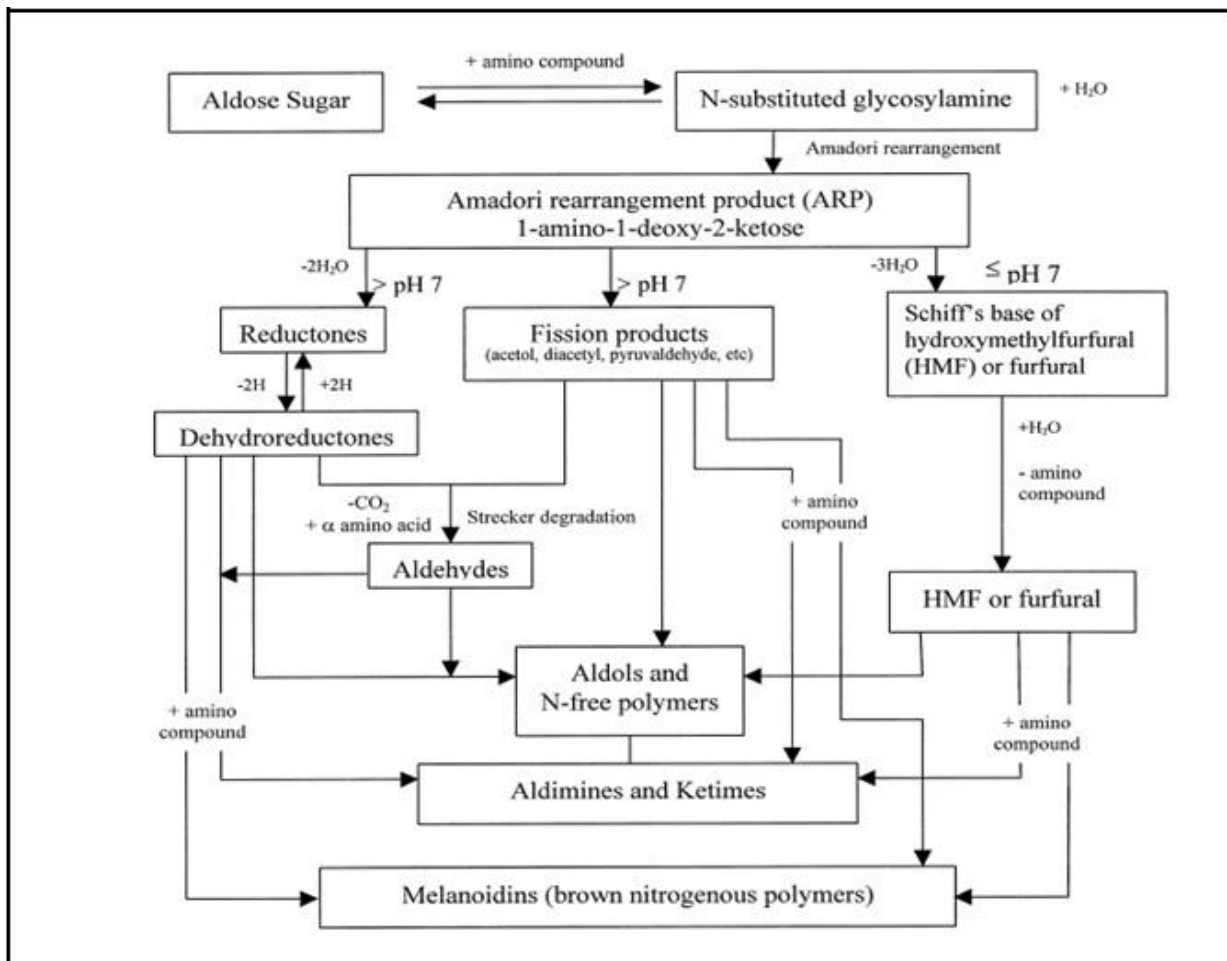 + amino compound
Aldose Sugar
N-substituted glycosylamine
+ H₂O
Amadori rearrangement
Amadori rearrangement product (ARP)
1-amino-1-deoxy-2-ketose
-2H₂O
> pH 7
> pH 7
-3H₂O
≤ pH 7
Reductones
Fission products
(acetol, diacetyl, pyruvaldehyde, etc)
Schiff's base of
hydroxymethylfurfural
(HMF) or furfural
-2H
+2H
Dehydroreductones
+H₂O
- amino
compound
-CO₂
+ α amino acid
Strecker degradation
+ amino
compound
Aldehydes
HMF or furfural
Aldols and
N-free polymers
+ amino
compound
+ amino
compound
Aldimines and Ketimes
Melanoidins (brown nitrogenous polymers)